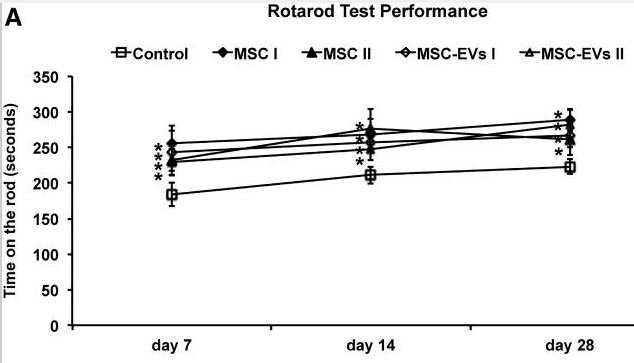 A
Rotarod Test Performance
Control MSC I MSC II MSC-EVs I MSC-EVs II
Time on the rod (seconds)
350
300
250
200
150
100
50
0
* * * *
* * * *
* * * *
day 7 day 14 day 28